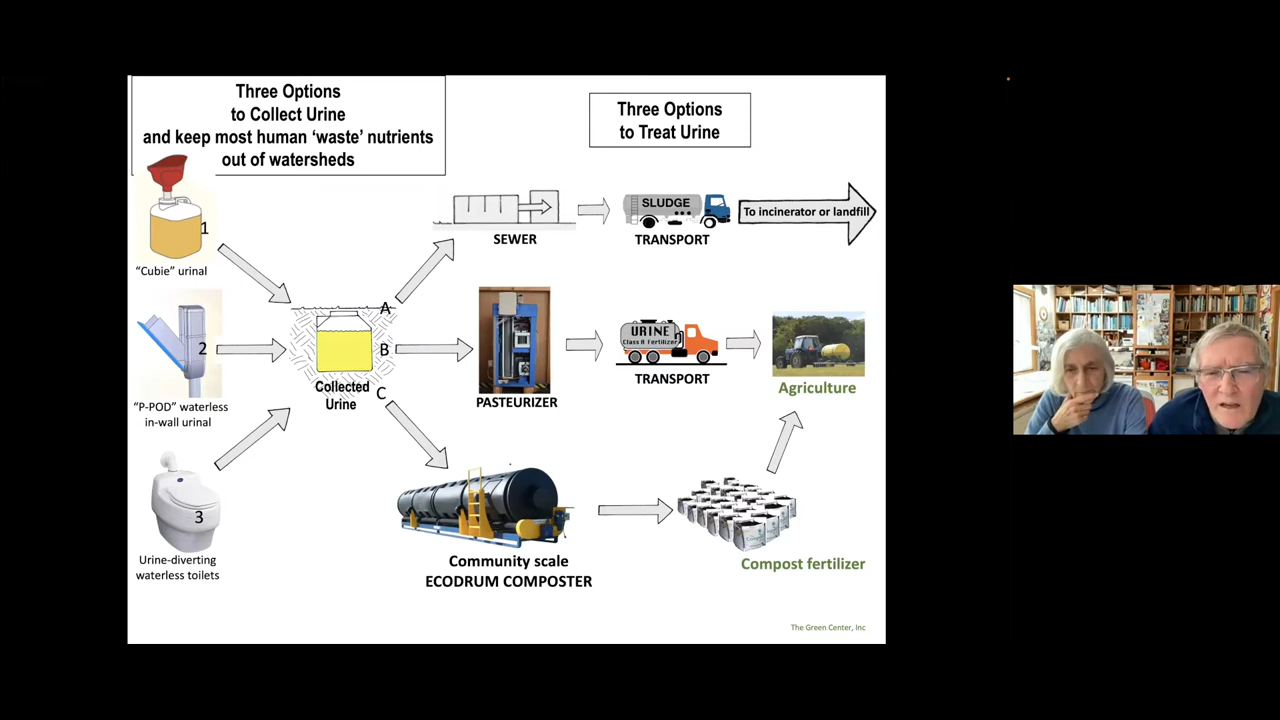 Three Options
to Collect Urine
and keep most human ‘waste’ nutrients
out of watersheds
Three Options
to Treat Urine
1
"Cubie" urinal
2
"P-POD" waterless
in-wall urinal
3
Urine-diverting
waterless toilets
Collected
Urine
A
B
C
SEWER
SLUDGE
TRANSPORT
To incinerator or landfill
PASTEURIZER
URINE
Class A Fertilizer
TRANSPORT
Agriculture
Community scale
ECODRUM COMPOSTER
Compost fertilizer
The Green Center, Inc